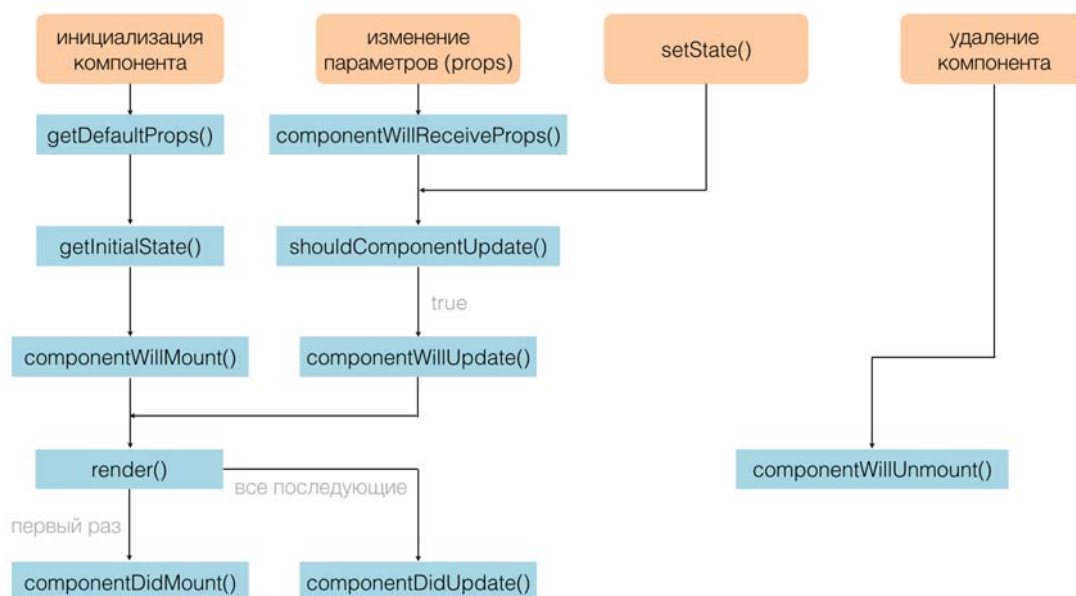 инициализация
компонента
изменение
параметров (props)
setState()
удаление
компонента
getDefaultProps()
componentWillReceiveProps()
getInitialState()
shouldComponentUpdate()
true
componentWillMount()
componentWillUpdate()
render()
все последующие
componentWillUnmount()
первый раз
componentDidMount()
componentDidUpdate()